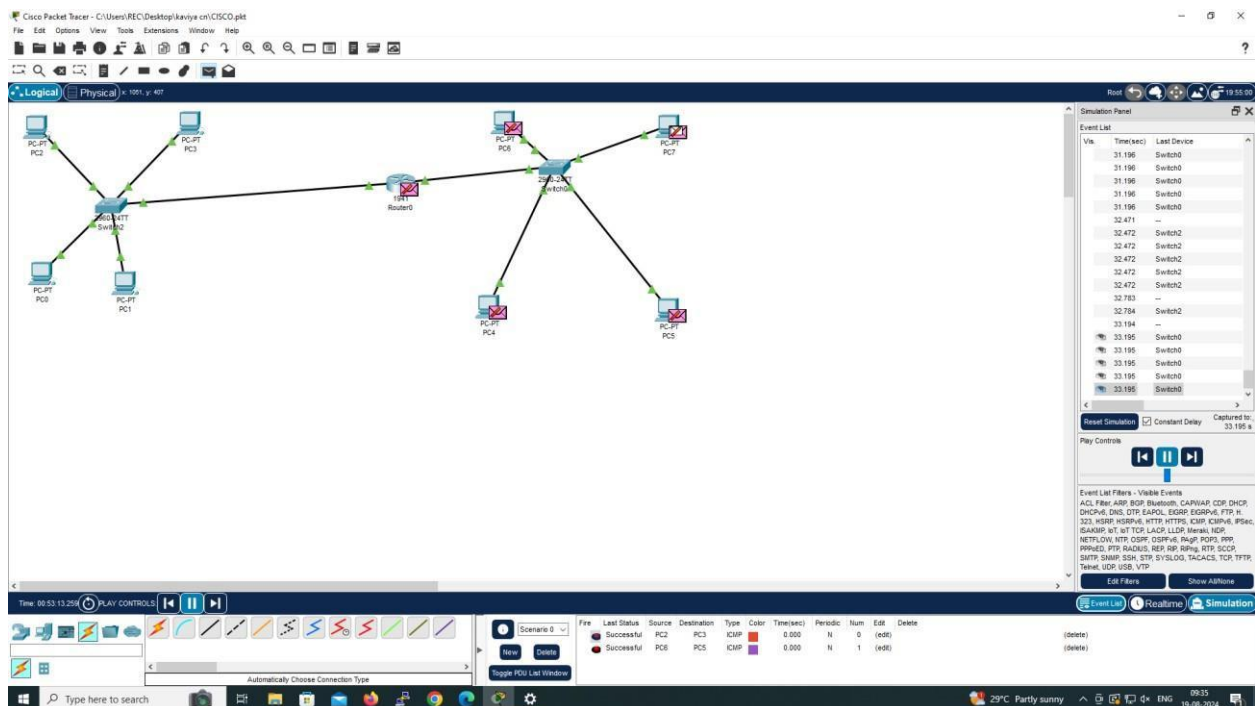 Cisco Packet Tracer - C:\Users\REC\Desktop\kaviya cn\CISCO.pkt
File Edit Options View Tools Extensions Window Help
?
Logical Physical x: 1051, y: 407 Root 19:55:00
PC-PT
PC2
PC-PT
PC3
PC-PT
PC6
PC-PT
PC7
2960-24TT
Switch2
1941
Router0
2960-24TT
Switch0
PC-PT
PC0
PC-PT
PC1
PC-PT
PC4
PC-PT
PC5
Simulation Panel
Event List
Vis. Time(sec) Last Device
31.196 Switch0
31.196 Switch0
31.196 Switch0
31.196 Switch0
31.196 Switch0
32.471 --
32.472 Switch2
32.472 Switch2
32.472 Switch2
32.472 Switch2
32.472 Switch2
32.783 --
32.784 Switch2
33.194 --
33.195 Switch0
33.195 Switch0
33.195 Switch0
33.195 Switch0
33.195 Switch0
Reset Simulation Constant Delay Captured to:
33.195 s
Play Controls
Event List Filters - Visible Events
ACL Filter, ARP, BGP, Bluetooth, CAPWAP, CDP, DHCP,
DHCPv6, DNS, DTP, EAPOL, EIGRP, EIGRPv6, FTP, H.
323, HSRP, HSRPv6, HTTP, HTTPS, ICMP, ICMPv6, IPSec,
ISAKMP, IoT, IoT TCP, LACP, LLDP, Meraki, NDP,
NETFLOW, NTP, OSPF, OSPFv6, PAgP, POP3, PPP,
PPPoED, PTP, RADIUS, REP, RIP, RIPng, RTP, SCCP,
SMTP, SNMP, SSH, STP, SYSLOG, TACACS, TCP, TFTP,
Telnet, UDP, USB, VTP
Edit Filters Show All/None
Time: 00:53:13.259 PLAY CONTROLS: Event List Realtime Simulation
Scenario 0
New Delete
Toggle PDU List Window
Fire Last Status Source Destination Type Color Time(sec) Periodic Num Edit Delete
Successful PC2 PC3 ICMP 0.000 N 0 (edit) (delete)
Successful PC6 PC5 ICMP 0.000 N 1 (edit) (delete)
Automatically Choose Connection Type
Type here to search
29°C Partly sunny ENG 09:35
19-08-2024